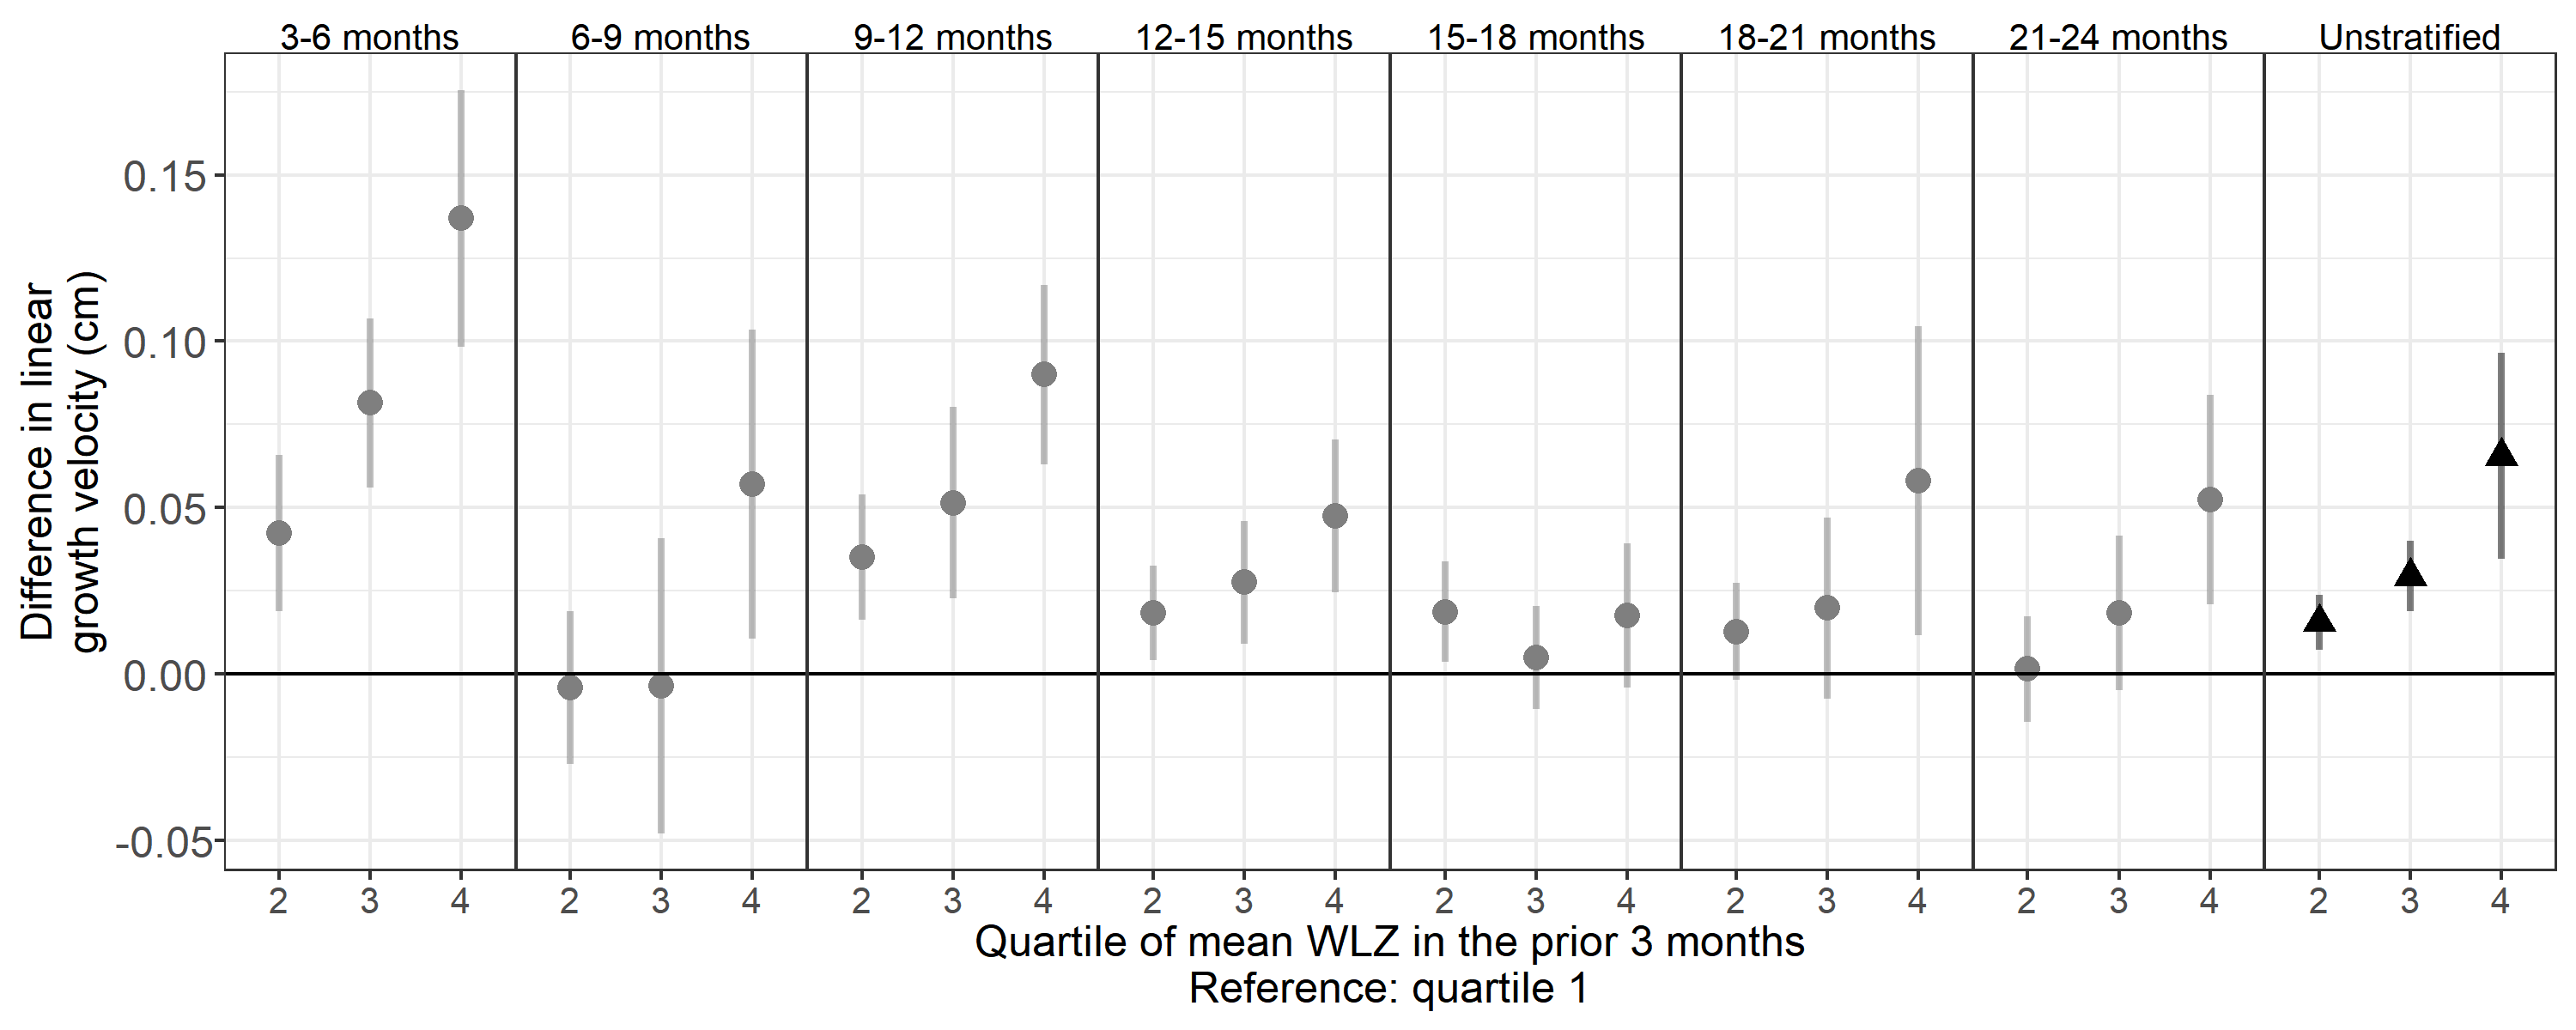 3-6 months 6-9 months 9-12 months 12-15 months 15-18 months 18-21 months 21-24 months Unstratified
Difference in linear
growth velocity (cm)
0.15
0.10
0.05
0.00
-0.05
2 3 4 2 3 4 2 3 4 2 3 4 2 3 4 2 3 4 2 3 4 2 3 4
Quartile of mean WLZ in the prior 3 months
Reference: quartile 1